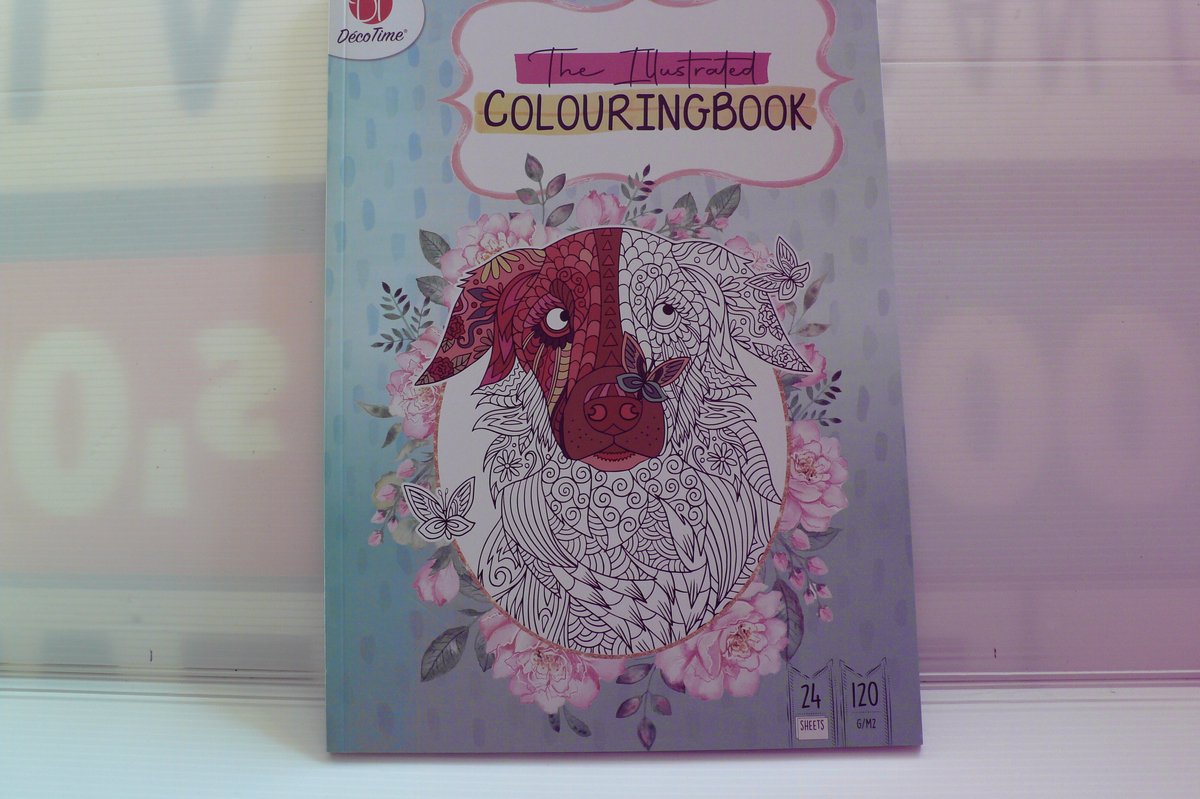 DécoTime®
The Illustrated
COLOURINGBOOK
24
SHEETS
120
G/M2